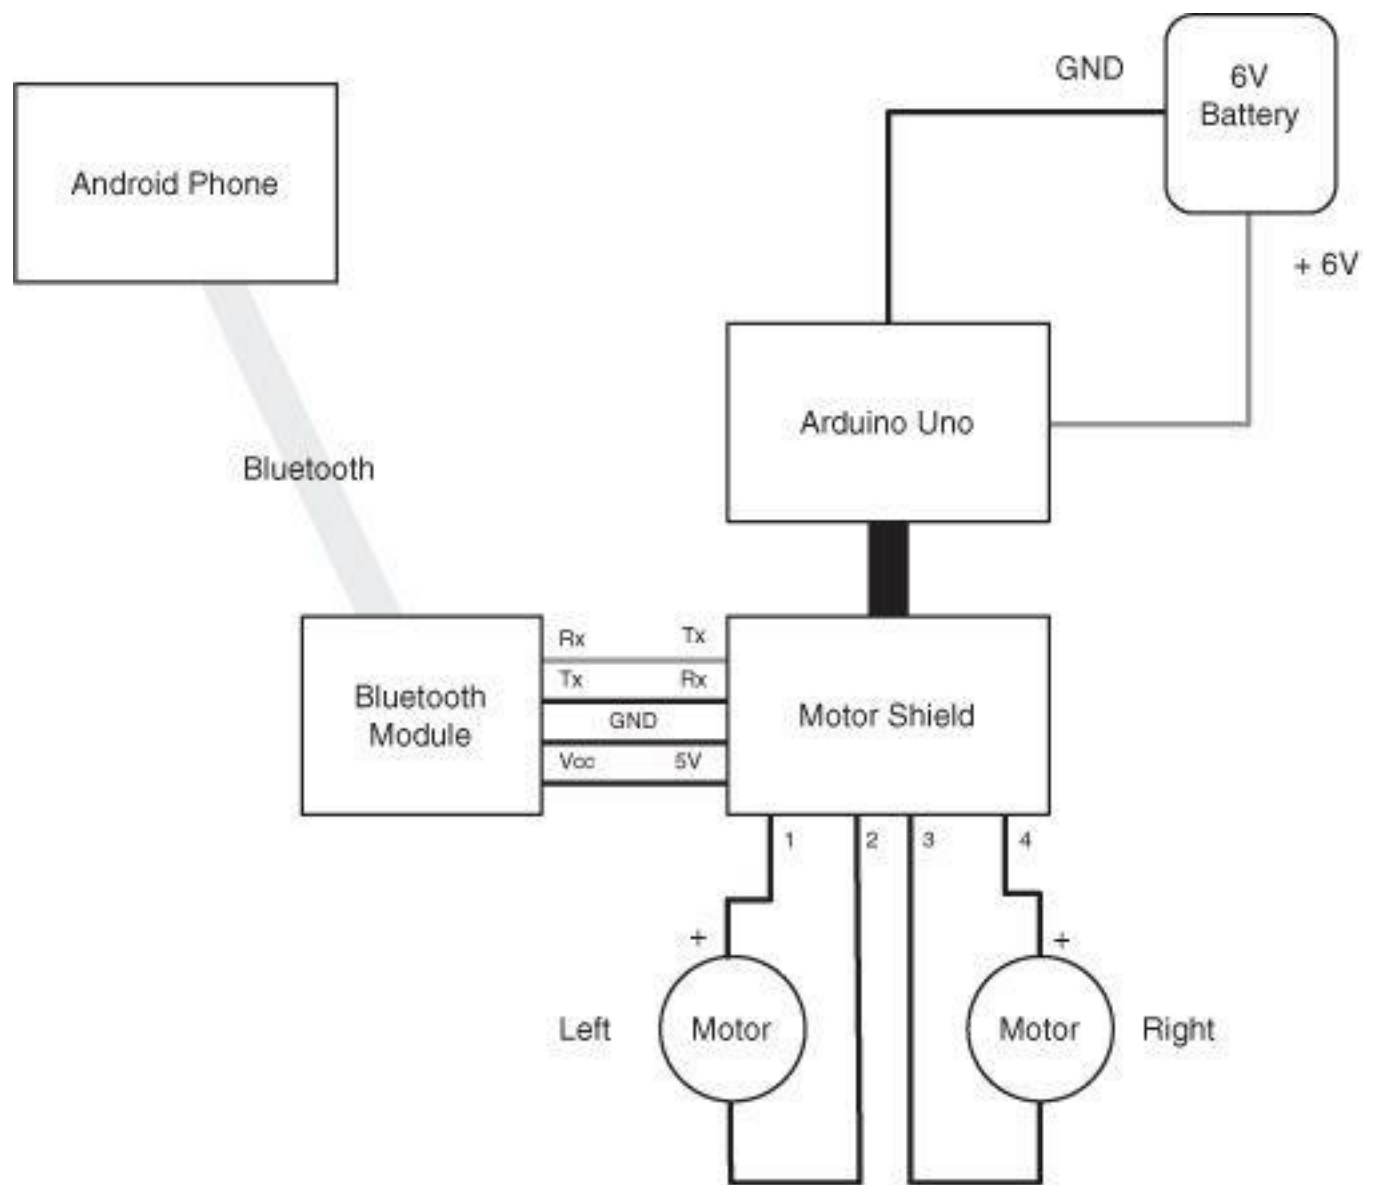 GND
6V
Battery
Android Phone
+ 6V
Arduino Uno
Bluetooth
Rx Tx
Tx Rx
GND
Vcc 5V
Bluetooth
Module
Motor Shield
1 2 3 4
+ +
Left Motor Motor Right